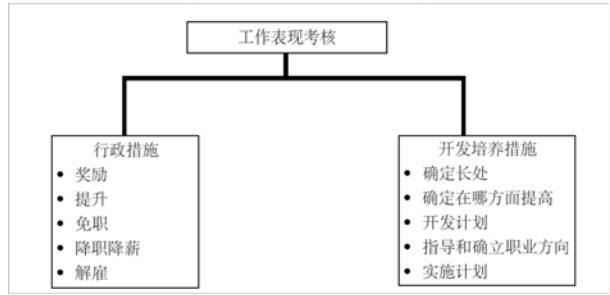 工作表现考核
行政措施
• 奖励
• 提升
• 免职
• 降职降薪
• 解雇
开发培养措施
• 确定长处
• 确定在哪方面提高
• 开发计划
• 指导和确立职业方向
• 实施计划